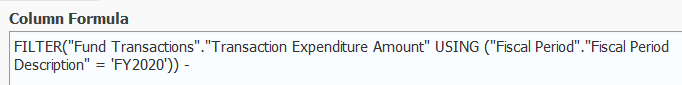 Column Formula
FILTER("Fund Transactions"."Transaction Expenditure Amount" USING ("Fiscal Period"."Fiscal Period
Description" = 'FY2020')) -